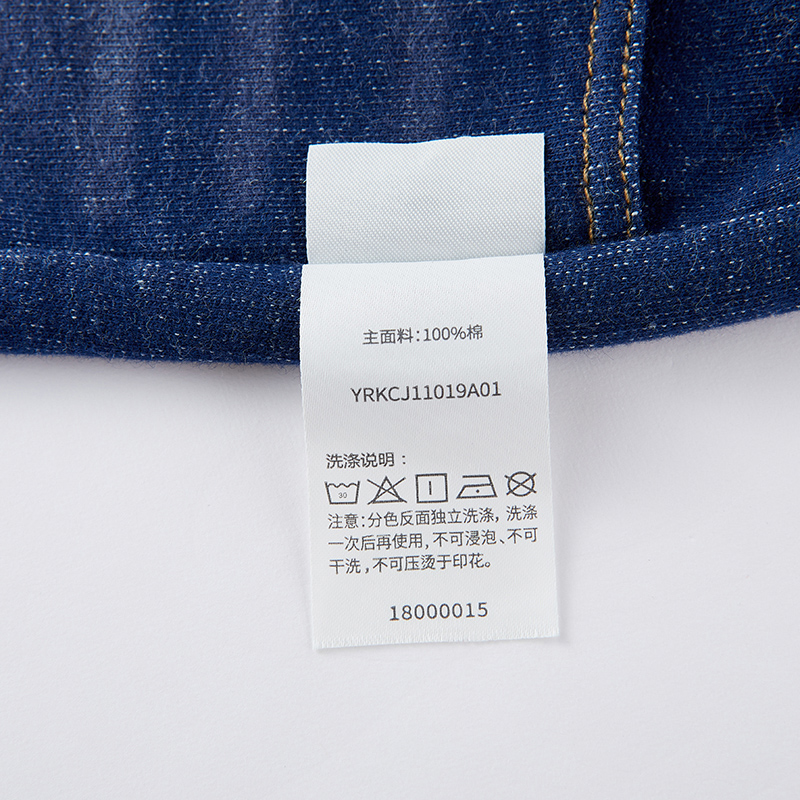 主面料：100%棉
YRKCJ11019A01
洗涤说明：
30
注意：分色反面独立洗涤，洗涤
一次后再使用，不可浸泡、不可
干洗，不可压烫于印花。
18000015